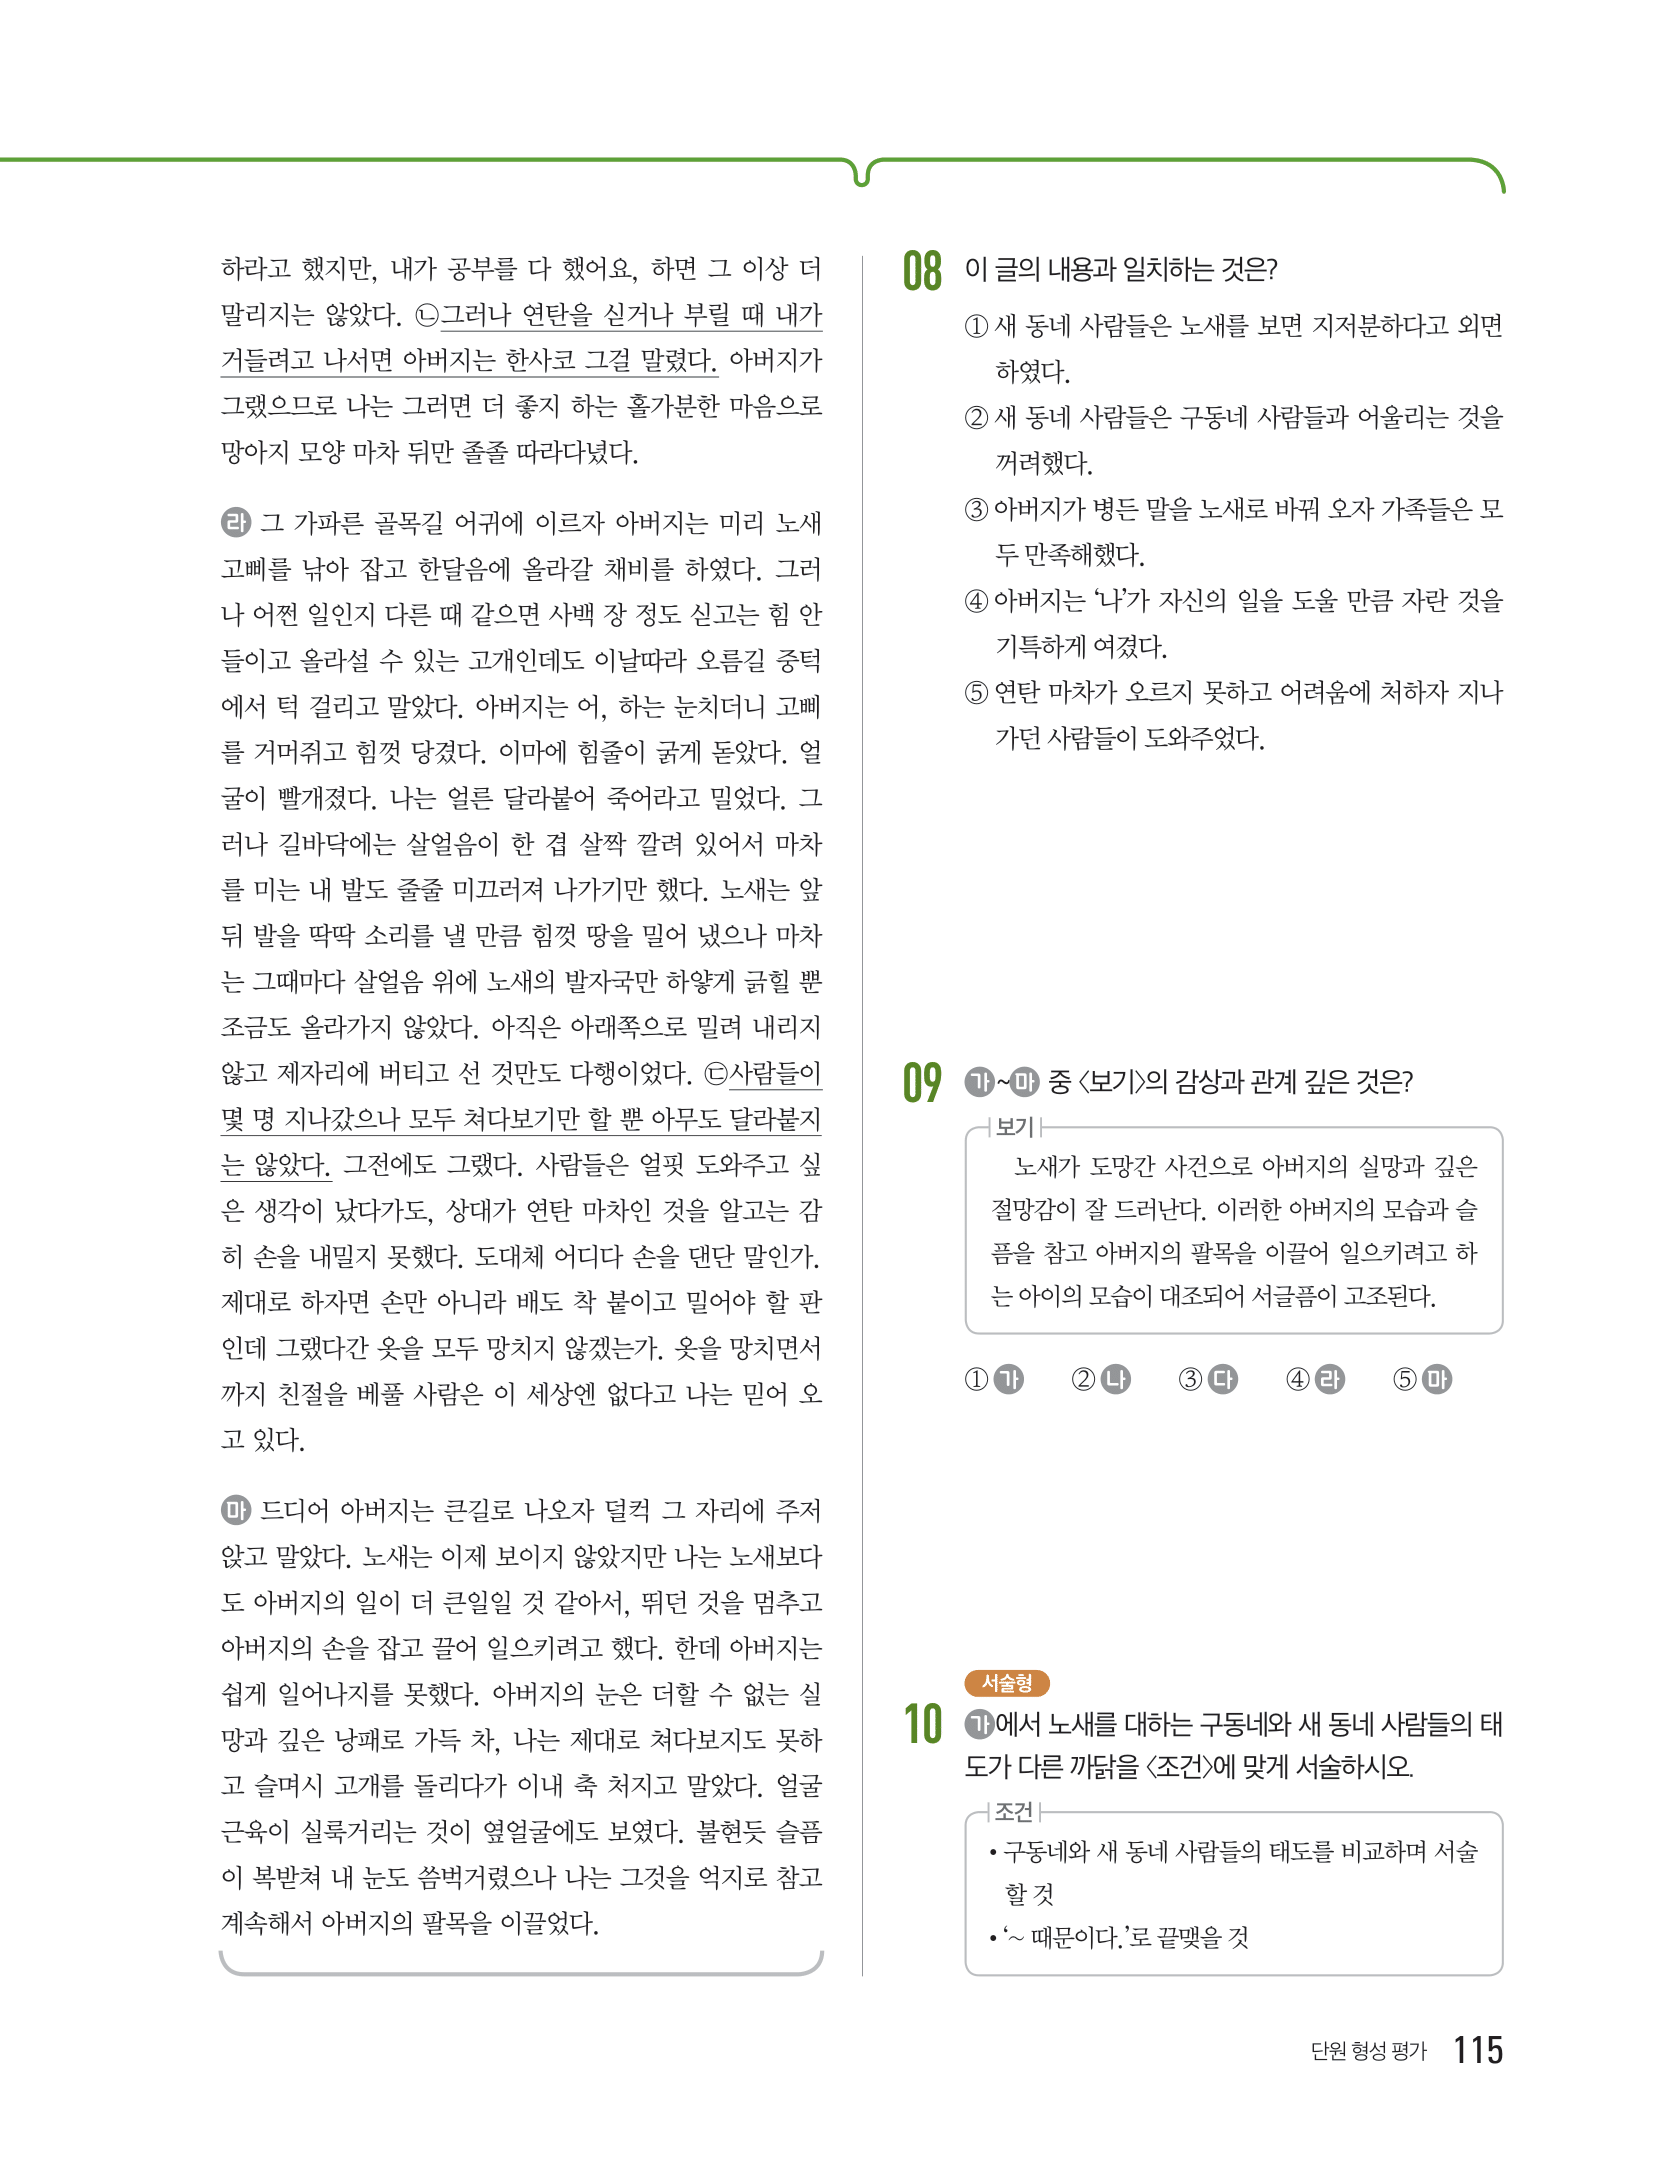 하라고 했지만, 내가 공부를 다 했어요, 하면 그 이상 더
말리지는 않았다. ㉡그러나 연탄을 싣거나 부릴 때 내가
거들려고 나서면 아버지는 한사코 그걸 말렸다. 아버지가
그랬으므로 나는 그러면 더 좋지 하는 홀가분한 마음으로
망아지 모양 마차 뒤만 졸졸 따라다녔다.
라 그 가파른 골목길 어귀에 이르자 아버지는 미리 노새
고삐를 낚아 잡고 한달음에 올라갈 채비를 하였다. 그러
나 어쩐 일인지 다른 때 같으면 사백 장 정도 싣고는 힘 안
들이고 올라설 수 있는 고개인데도 이날따라 오름길 중턱
에서 턱 걸리고 말았다. 아버지는 어, 하는 눈치더니 고삐
를 거머쥐고 힘껏 당겼다. 이마에 힘줄이 굵게 돋았다. 얼
굴이 빨개졌다. 나는 얼른 달라붙어 죽어라고 밀었다. 그
러나 길바닥에는 살얼음이 한 겹 살짝 깔려 있어서 마차
를 미는 내 발도 줄줄 미끄러져 나가기만 했다. 노새는 앞
뒤 발을 딱딱 소리를 낼 만큼 힘껏 땅을 밀어 냈으나 마차
는 그때마다 살얼음 위에 노새의 발자국만 하얗게 긁힐 뿐
조금도 올라가지 않았다. 아직은 아래쪽으로 밀려 내리지
않고 제자리에 버티고 선 것만도 다행이었다. ㉢사람들이
몇 명 지나갔으나 모두 쳐다보기만 할 뿐 아무도 달라붙지
는 않았다. 그전에도 그랬다. 사람들은 얼핏 도와주고 싶
은 생각이 났다가도, 상대가 연탄 마차인 것을 알고는 감
히 손을 내밀지 못했다. 도대체 어디다 손을 댄단 말인가.
제대로 하자면 손만 아니라 배도 착 붙이고 밀어야 할 판
인데 그랬다간 옷을 모두 망치지 않겠는가. 옷을 망치면서
까지 친절을 베풀 사람은 이 세상엔 없다고 나는 믿어 오
고 있다.
마 드디어 아버지는 큰길로 나오자 덜컥 그 자리에 주저
앉고 말았다. 노새는 이제 보이지 않았지만 나는 노새보다
도 아버지의 일이 더 큰일일 것 같아서, 뛰던 것을 멈추고
아버지의 손을 잡고 끌어 일으키려고 했다. 한데 아버지는
쉽게 일어나지를 못했다. 아버지의 눈은 더할 수 없는 실
망과 깊은 낭패로 가득 차, 나는 제대로 쳐다보지도 못하
고 슬며시 고개를 돌리다가 이내 축 처지고 말았다. 얼굴
근육이 실룩거리는 것이 옆얼굴에도 보였다. 불현듯 슬픔
이 복받쳐 내 눈도 씀벅거렸으나 나는 그것을 억지로 참고
계속해서 아버지의 팔목을 이끌었다.
08 이 글의 내용과 일치하는 것은?
① 새 동네 사람들은 노새를 보면 지저분하다고 외면
하였다.
② 새 동네 사람들은 구동네 사람들과 어울리는 것을
꺼려했다.
③ 아버지가 병든 말을 노새로 바꿔 오자 가족들은 모
두 만족해했다.
④ 아버지는 ‘나’가 자신의 일을 도울 만큼 자란 것을
기특하게 여겼다.
⑤ 연탄 마차가 오르지 못하고 어려움에 처하자 지나
가던 사람들이 도와주었다.
09 가~마 중 〈보기〉의 감상과 관계 깊은 것은?
보기
노새가 도망간 사건으로 아버지의 실망과 깊은
절망감이 잘 드러난다. 이러한 아버지의 모습과 슬
픔을 참고 아버지의 팔목을 이끌어 일으키려고 하
는 아이의 모습이 대조되어 서글픔이 고조된다.
① 가 ② 나 ③ 다 ④ 라 ⑤ 마
서술형
10 가에서 노새를 대하는 구동네와 새 동네 사람들의 태
도가 다른 까닭을 〈조건〉에 맞게 서술하시오.
조건
• 구동네와 새 동네 사람들의 태도를 비교하며 서술
할 것
• ‘~ 때문이다.’로 끝맺을 것
단원 형성 평가 115